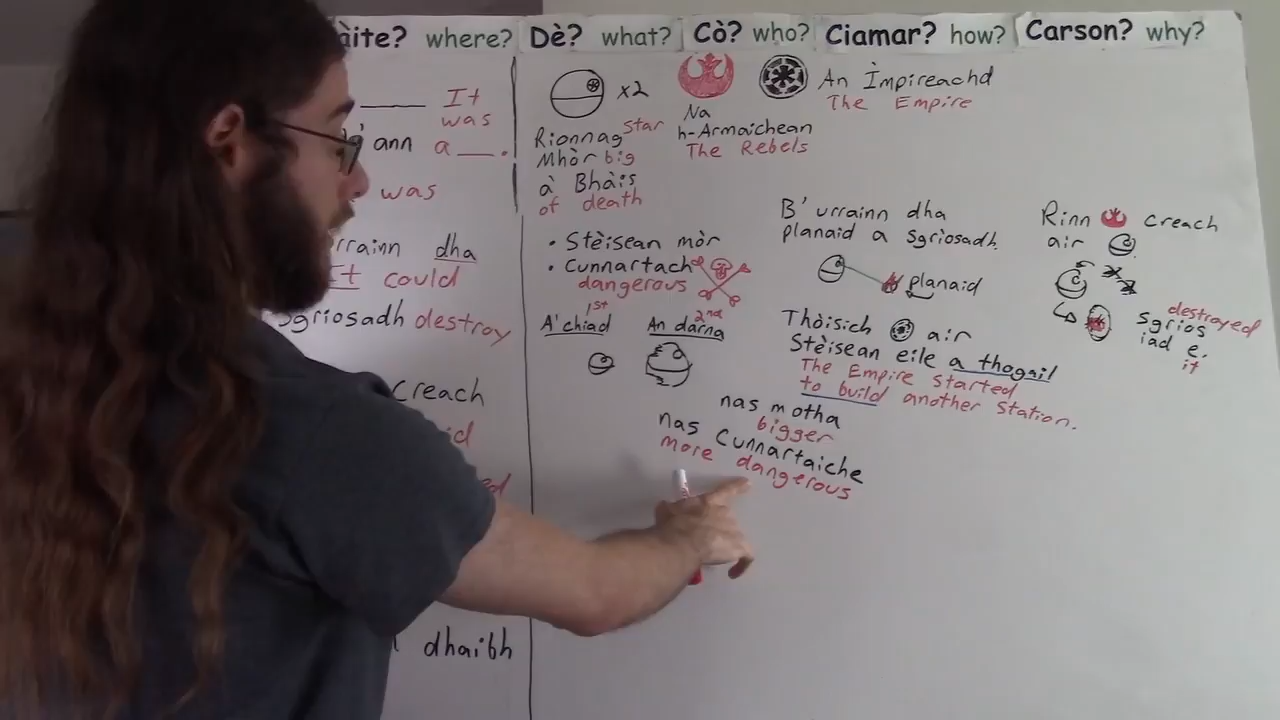 àite? where? Dè? what? Cò? who? Ciamar? how? Carson? why?
It
was
ann a .
was
rrainn dha
It could
sgriosadh destroy
creach
dhaibh
x2
Rionnag star
Mhòr big
à Bhàis
of death
Na
h-Armaichean
The Rebels
An Ìmpireachd
The Empire
• Stèisean mòr
• Cunnartach
dangerous
1st
A' chiad
2nd
An dàrna
B' urrainn dha
planaid a sgriosadh.
planaid
Thòisich air
Stèisean eile a thogail
The Empire started
to build another station.
nas motha
bigger
nas Cunnartaiche
more dangerous
Rinn creach
air
destroyed
sgrios
iad e.
it